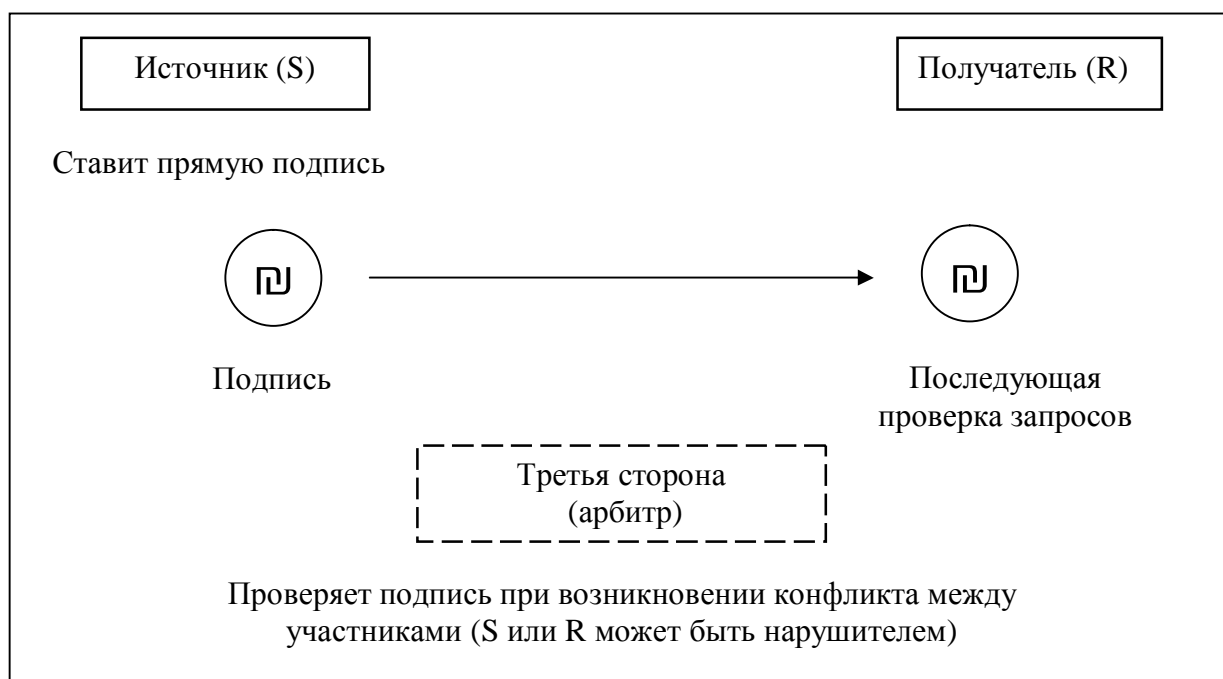 Источник (S)
Получатель (R)
Ставит прямую подпись
₪
₪
Подпись
Последующая
проверка запросов
Третья сторона
(арбитр)
Проверяет подпись при возникновении конфликта между
участниками (S или R может быть нарушителем)